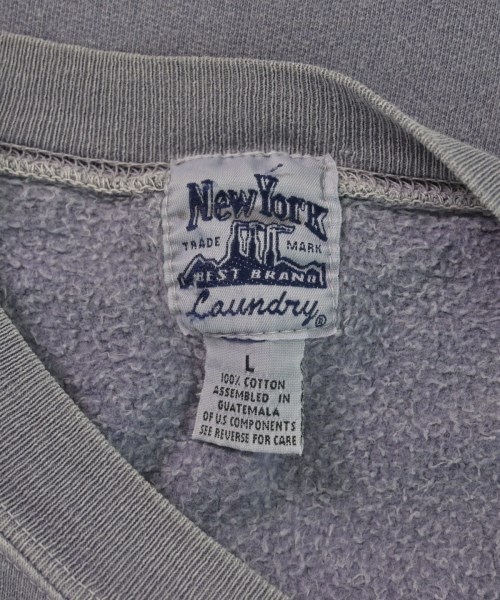 New York
TRADE MARK
BEST BRAND
Laundry®
L
100% COTTON
ASSEMBLED IN
GUATEMALA
OF U.S COMPONENTS
SEE REVERSE FOR CARE